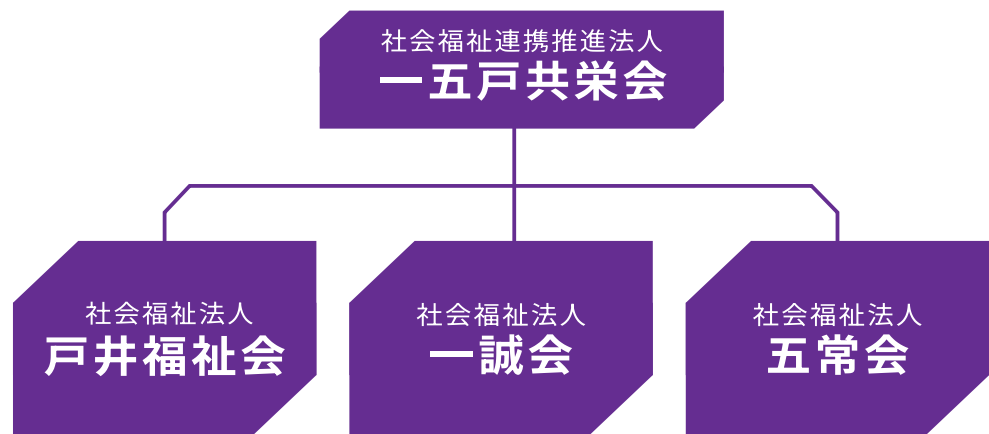 社会福祉連携推進法人
一五戸共栄会
社会福祉法人
戸井福祉会
社会福祉法人
一誠会
社会福祉法人
五常会